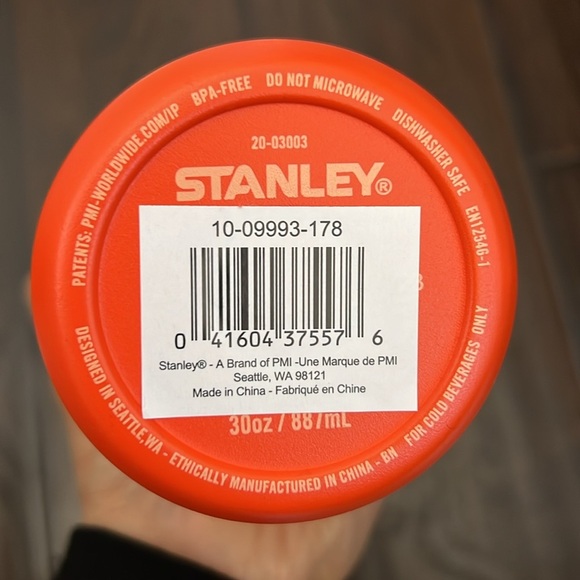 PATENTS: PMI-WORLDWIDE.COM/IP BPA-FREE DO NOT MICROWAVE DISHWASHER SAFE EN12546-1
20-03003
STANLEY®
10-09993-178
0 41604 37557 6
Stanley® - A Brand of PMI -Une Marque de PMI
Seattle, WA 98121
Made in China - Fabriqué en Chine
30oz / 887mL
DESIGNED IN SEATTLE,WA - ETHICALLY MANUFACTURED IN CHINA - BN FOR COLD BEVERAGES ONLY